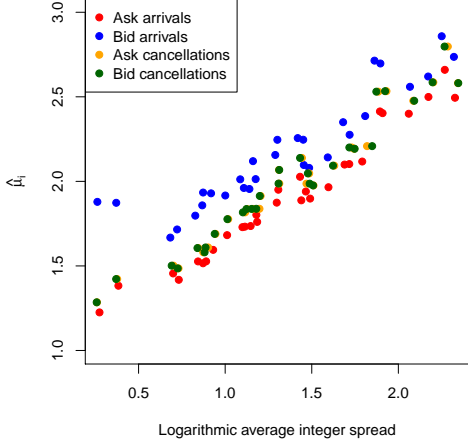 Ask arrivals
Bid arrivals
Ask cancellations
Bid cancellations
3.0
2.5
2.0
1.5
1.0
μ̂i
0.5
1.0
1.5
2.0
Logarithmic average integer spread